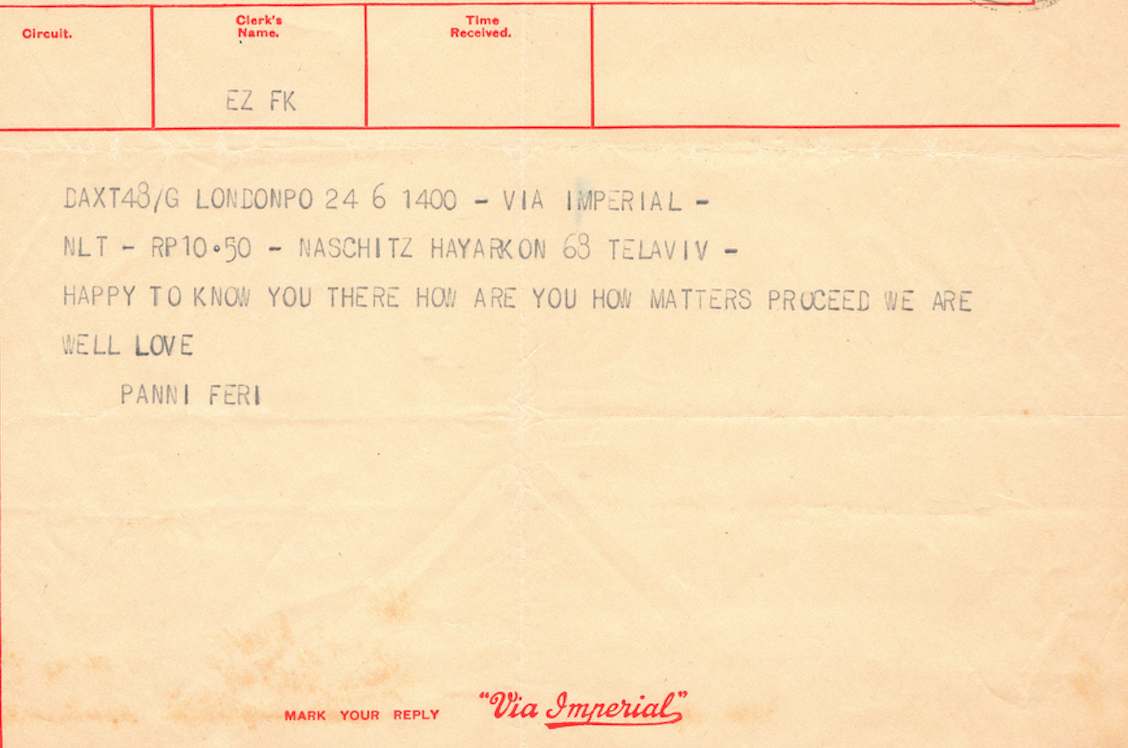 Circuit.
Clerk's
Name.
Time
Received.
EZ FK
DAXT48/G LONDONPO 24 6 1400 - VIA IMPERIAL -
NLT - RP10•50 - NASCHITZ HAYARKON 68 TELAVIV -
HAPPY TO KNOW YOU THERE HOW ARE YOU HOW MATTERS PROCEED WE ARE
WELL LOVE
PANNI FERI
MARK YOUR REPLY "Via Imperial"